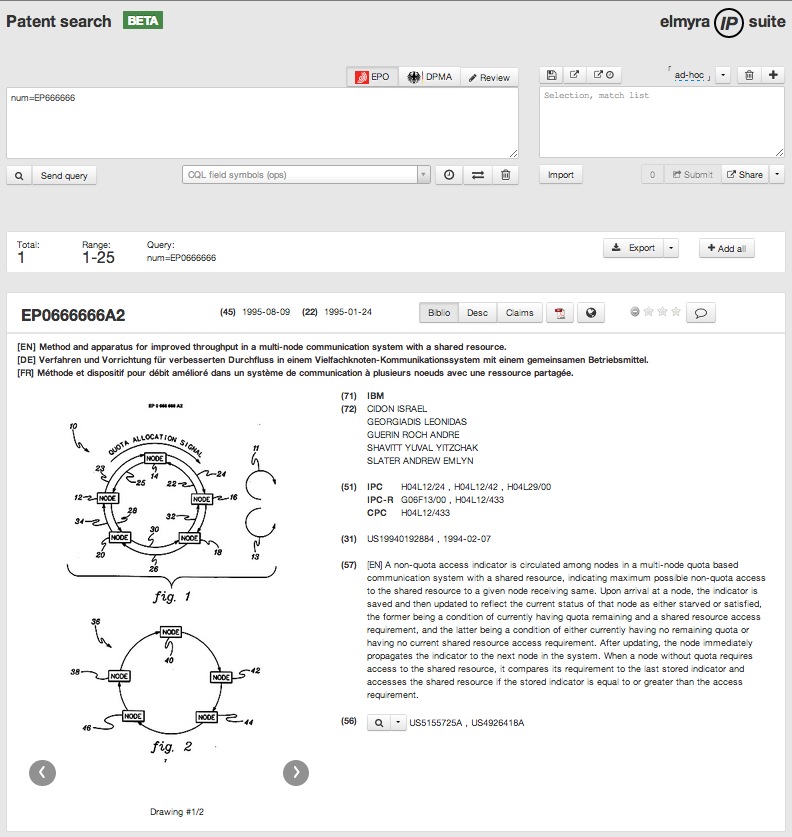 Patent search BETA
elmyra IP suite
EPO DPMA Review
「 ad-hoc 」
num=EP666666
Selection, match list
Send query
CQL field symbols (ops)
Import
0 Submit Share
Total:
1
Range:
1-25
Query:
num=EP0666666
Export
Add all
EP0666666A2
(45) 1995-08-09 (22) 1995-01-24
Biblio Desc Claims
[EN] Method and apparatus for improved throughput in a multi-node communication system with a shared resource.
[DE] Verfahren und Vorrichtung für verbesserten Durchfluss in einem Vielfachknoten-Kommunikationssystem mit einem gemeinsamen Betriebsmittel.
[FR] Méthode et dispositif pour débit amélioré dans un système de communication à plusieurs noeuds avec une ressource partagée.
EP 0 666 666 A2
10
QUOTA ALLOCATION SIGNAL
11
NODE
14
23
25
24
22
12 NODE
NODE 16
34
28
32
30
NODE
20
NODE
18
26
13
fig. 1
36
NODE
40
38 NODE
NODE 42
NODE
46
NODE
44
fig. 2
Drawing #1/2
(71) IBM
(72) CIDON ISRAEL
GEORGIADIS LEONIDAS
GUERIN ROCH ANDRE
SHAVITT YUVAL YITZCHAK
SLATER ANDREW EMLYN
(51) IPC H04L12/24 , H04L12/42 , H04L29/00
IPC-R G06F13/00 , H04L12/433
CPC H04L12/433
(31) US19940192884 , 1994-02-07
(57) [EN] A non-quota access indicator is circulated among nodes in a multi-node quota based
communication system with a shared resource, indicating maximum possible non-quota access
to the shared resource to a given node receiving same. Upon arrival at a node, the indicator is
saved and then updated to reflect the current status of that node as either starved or satisfied,
the former being a condition of currently having quota remaining and a shared resource access
requirement, and the latter being a condition of either currently having no remaining quota or
having no current shared resource access requirement. After updating, the node immediately
propagates the indicator to the next node in the system. When a node without quota requires
access to the shared resource, it compares its requirement to the last stored indicator and
accesses the shared resource if the stored indicator is equal to or greater than the access
requirement.
(56) US5155725A , US4926418A